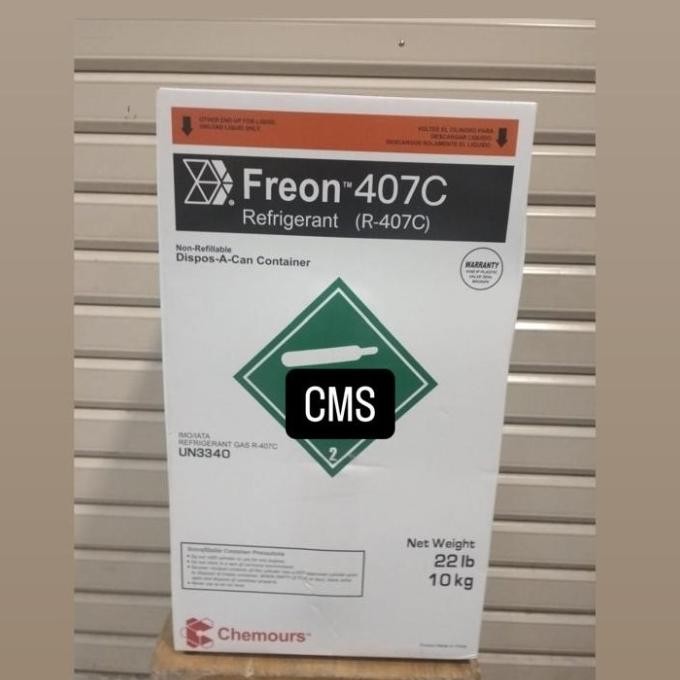 OTHER END UP FOR LIQUID
UNLOAD LIQUID ONLY
VOLTEE EL CILINDRO PARA
DESCARGAR LIQUIDO
DESCARGUE SOLAMENTE EL LIQUIDO
Freon™ 407C
Refrigerant (R-407C)
Non-Refillable
Dispos-A-Can Container
WARRANTY
CMS
2
IMO/IATA
REFRIGERANT GAS R-407C
UN3340
Net Weight
22 lb
10 kg
Chemours™